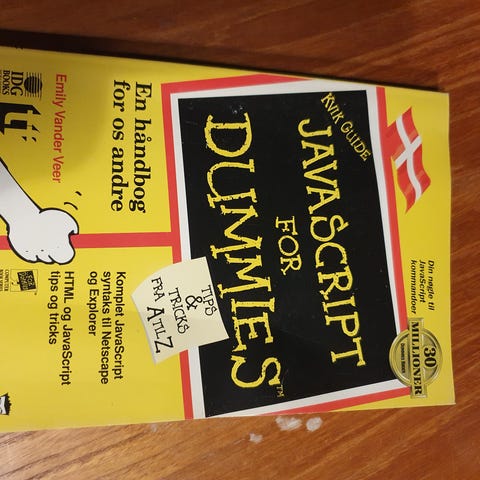 Din nøgle til
JavaScript
kommandoer
30
MILLIONER
KVIK GUIDE
JAVASCRIPT
FOR
DUMMIES™
TIPS
&
TRICKS
FRA A TIL Z
En håndbog
for os andre
Emily Vander Veer
IDG
BOOKS
Komplet JavaScript
syntaks til Netscape
og Explorer
HTML og JavaScript
tips og tricks